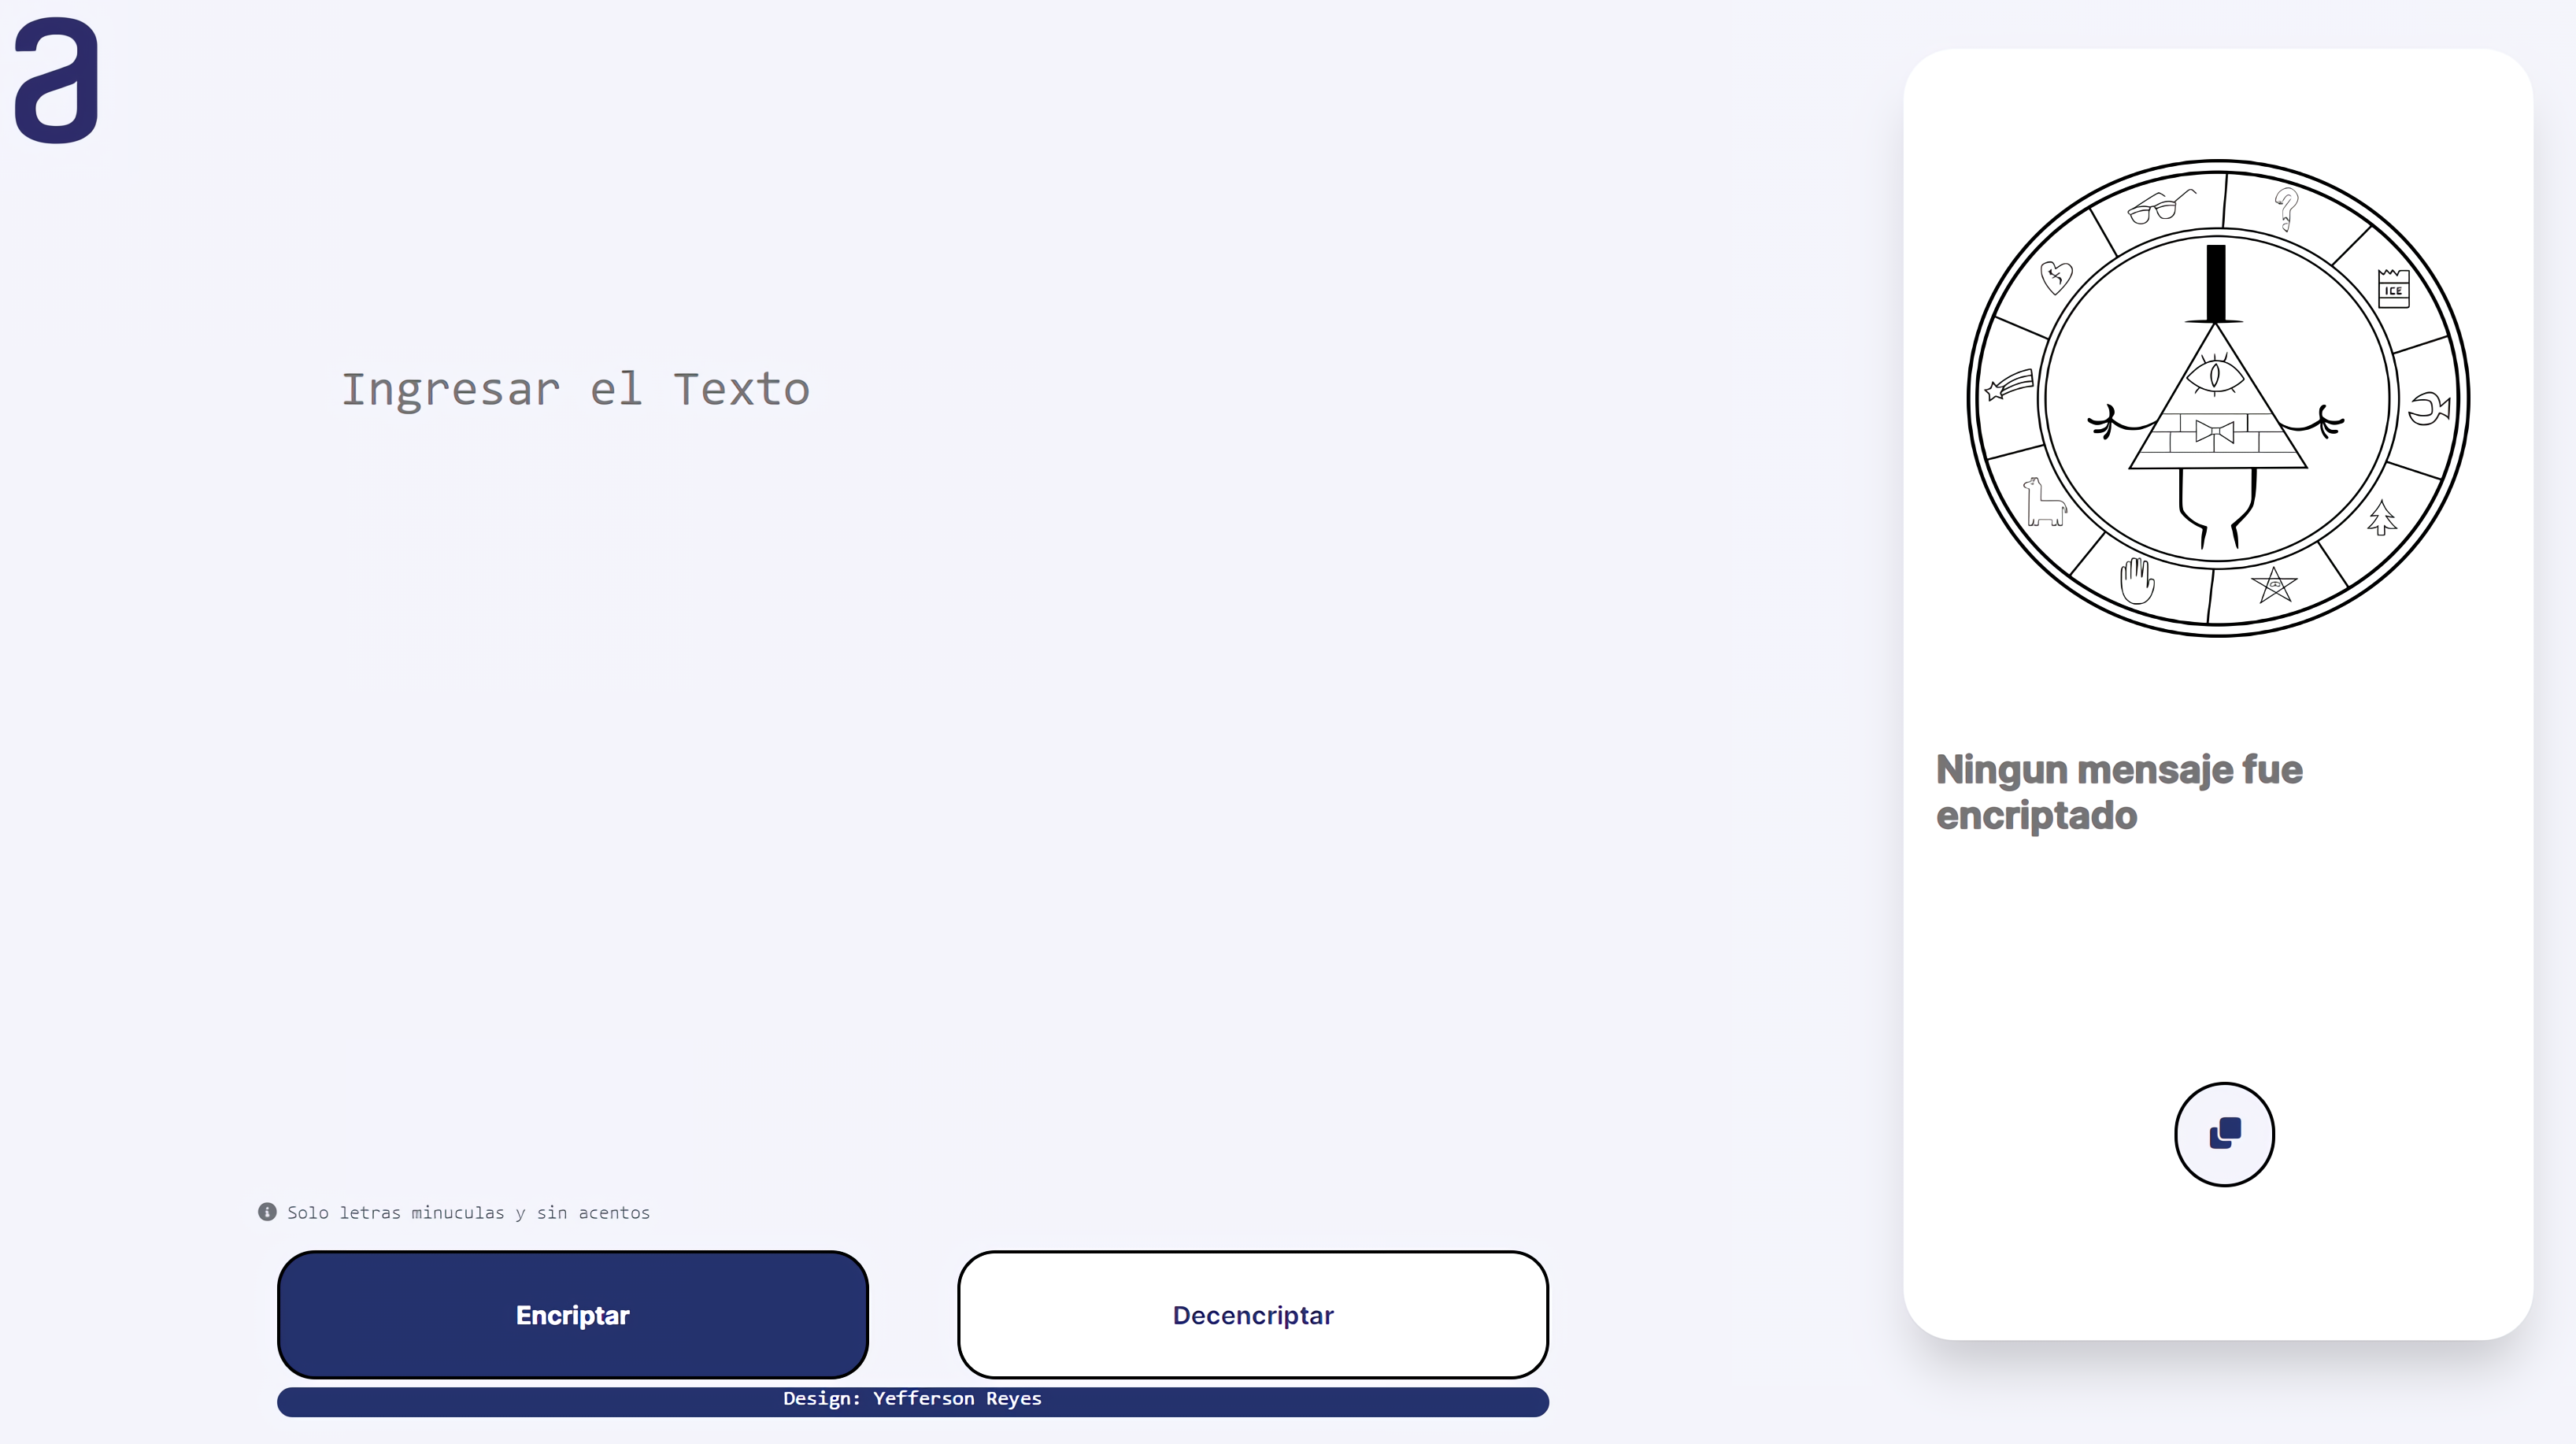 a
Ingresar el Texto
Solo letras minuculas y sin acentos
Encriptar
Decencriptar
Design: Yefferson Reyes
ICE
Ningun mensaje fue
encriptado